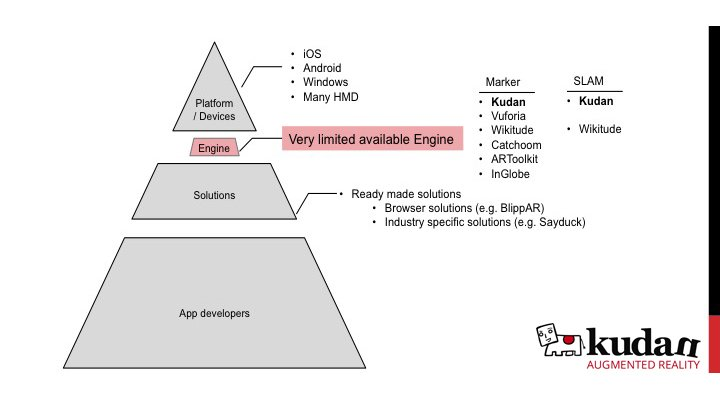 • iOS
• Android
• Windows
• Many HMD
Platform
/ Devices
Engine
Very limited available Engine
Marker
• Kudan
• Vuforia
• Wikitude
• Catchoom
• ARToolkit
• InGlobe
SLAM
• Kudan
• Wikitude
Solutions
• Ready made solutions
• Browser solutions (e.g. BlippAR)
• Industry specific solutions (e.g. Sayduck)
App developers
kudan
AUGMENTED REALITY